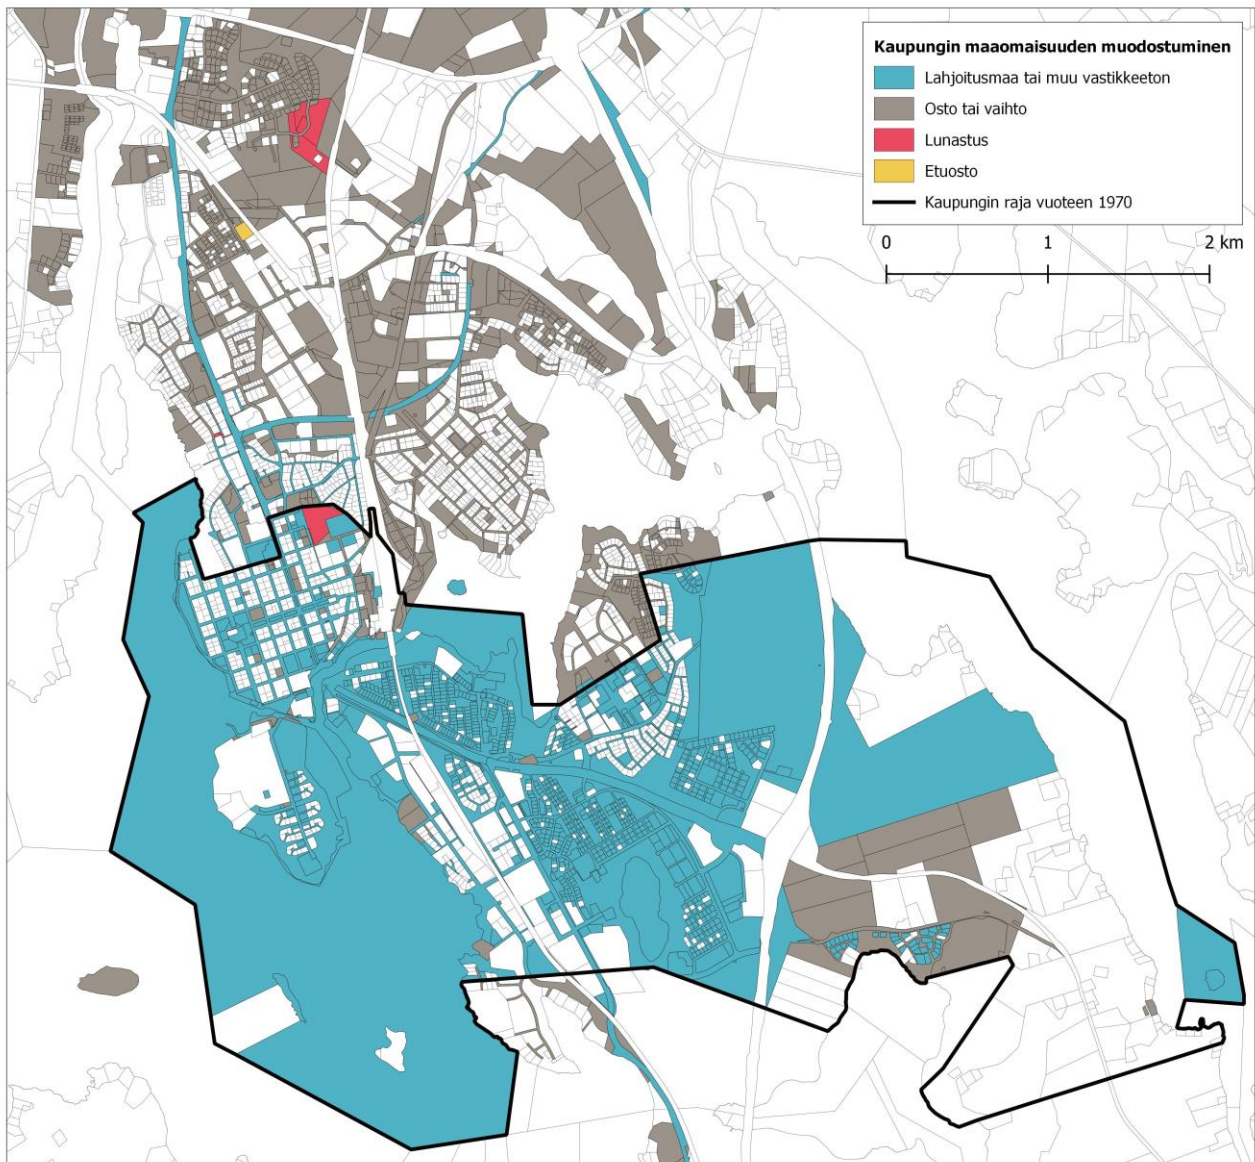 Kaupungin maaomaisuuden muodostuminen
Lahjoitusmaa tai muu vastikkeeton
Osto tai vaihto
Lunastus
Etuosto
Kaupungin raja vuoteen 1970
0 1 2 km